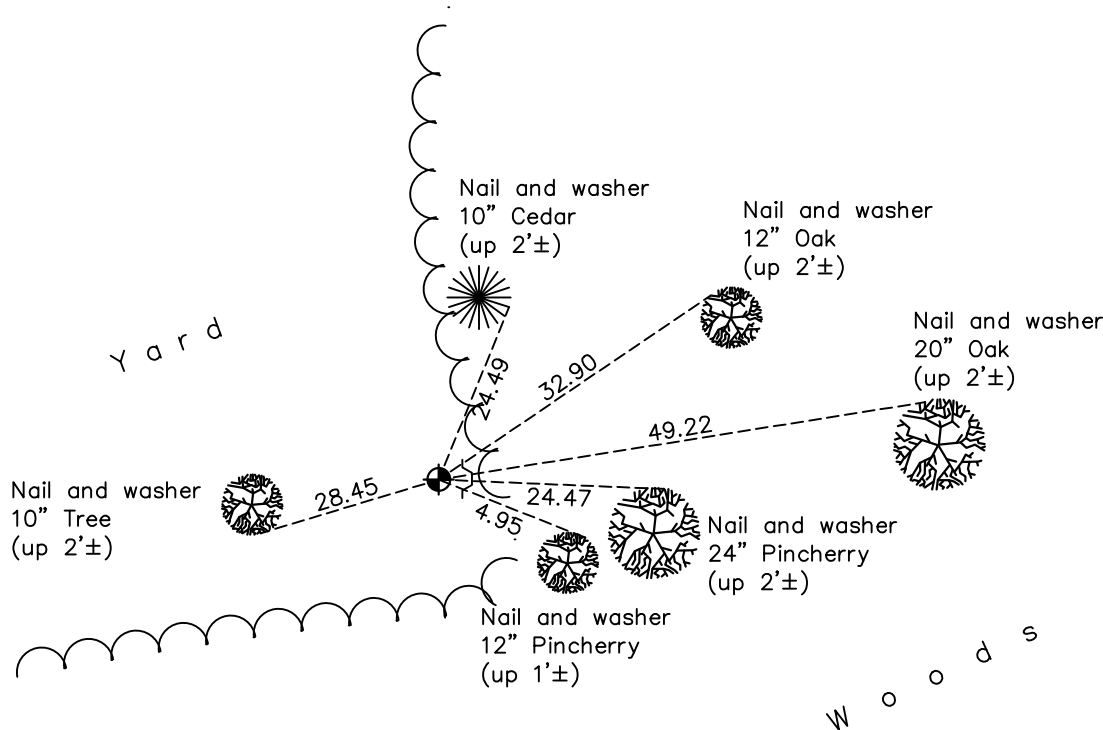 Nail and washer
10” Cedar
(up 2’±)
Nail and washer
12” Oak
(up 2’±)
Nail and washer
20” Oak
(up 2’±)
Yard
24.49
32.90
49.22
Nail and washer
10” Tree
(up 2’±)
28.45
24.47
4.95
Nail and washer
24” Pincherry
(up 2’±)
Nail and washer
12” Pincherry
(up 1’±)
Woods